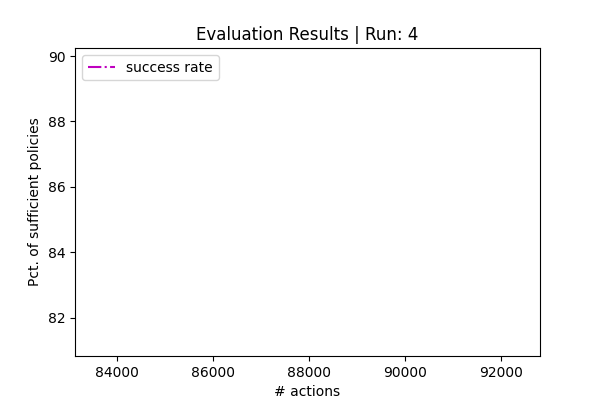 Evaluation Results | Run: 4
success rate
Pct. of sufficient policies
90
88
86
84
82
84000 86000 88000 90000 92000
# actions